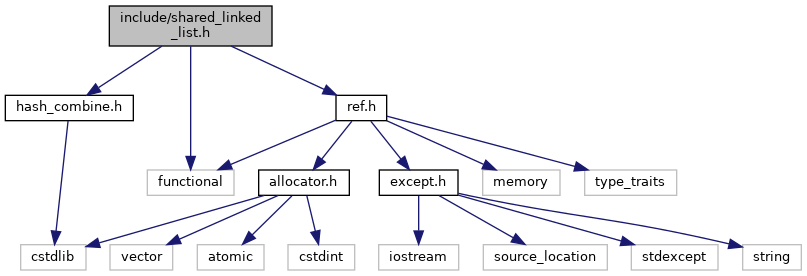 include/shared_linked
_list.h
hash_combine.h
ref.h
functional
allocator.h
except.h
memory
type_traits
cstdlib
vector
atomic
cstdint
iostream
source_location
stdexcept
string